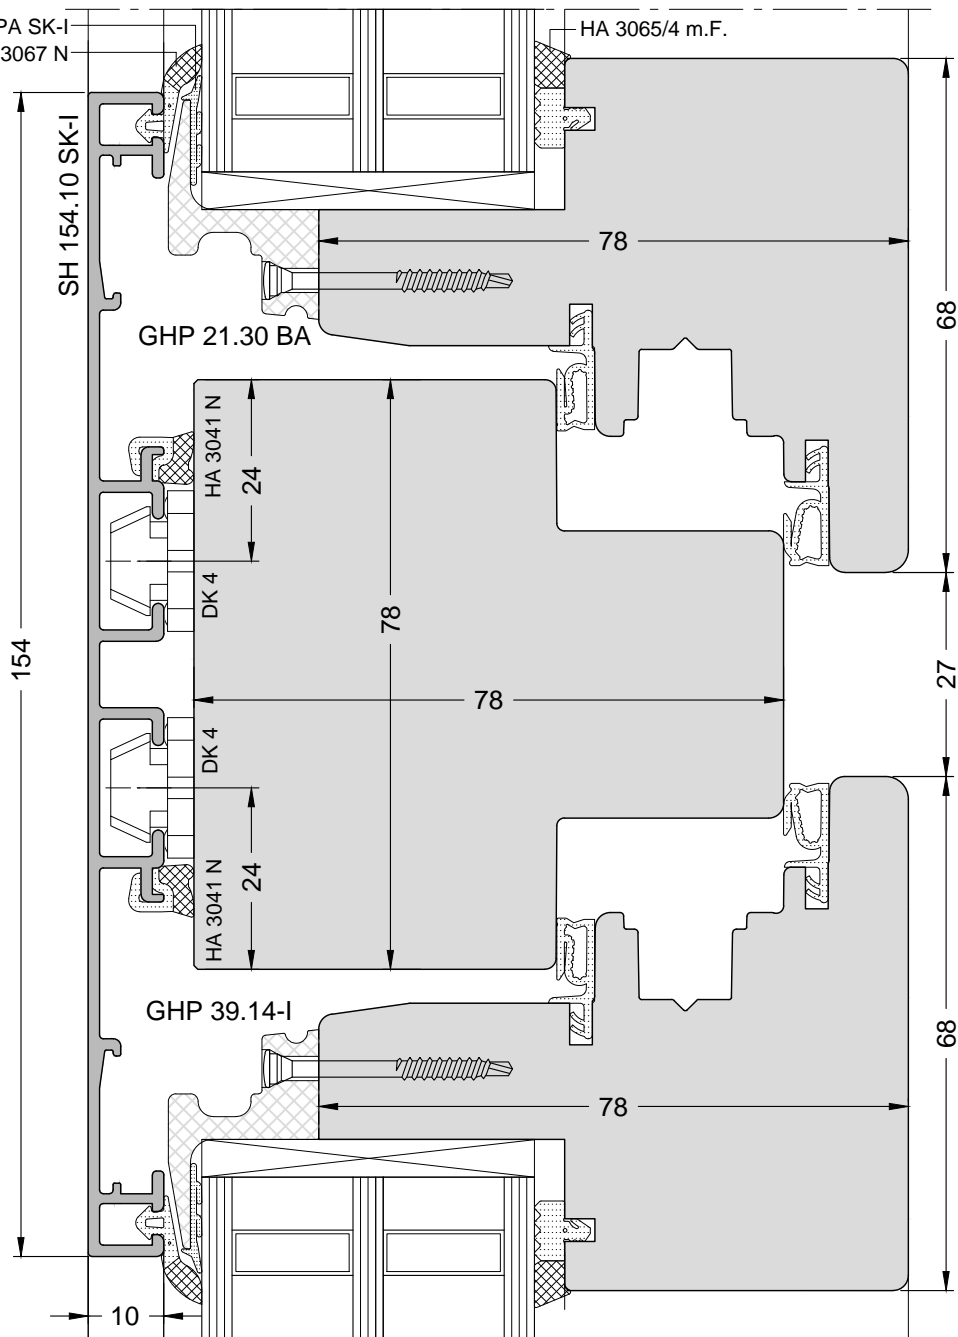 PA SK-I
3067 N
HA 3065/4 m.F.
SH 154.10 SK-I
78
68
GHP 21.30 BA
HA 3041 N
24
DK 4
78
154
78
27
DK 4
24
HA 3041 N
GHP 39.14-I
68
78
10